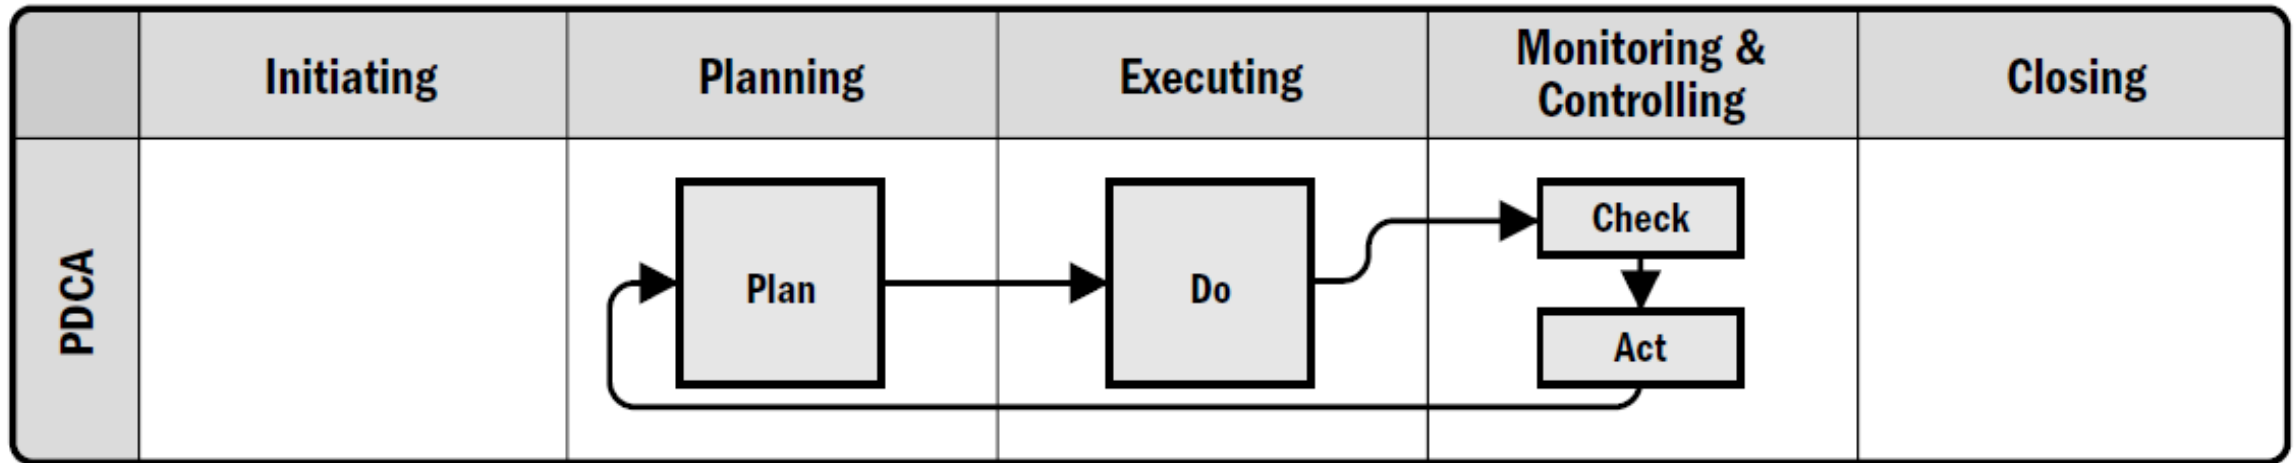 Initiating
Planning
Executing
Monitoring &
Controlling
Closing
PDCA
Plan
Do
Check
Act